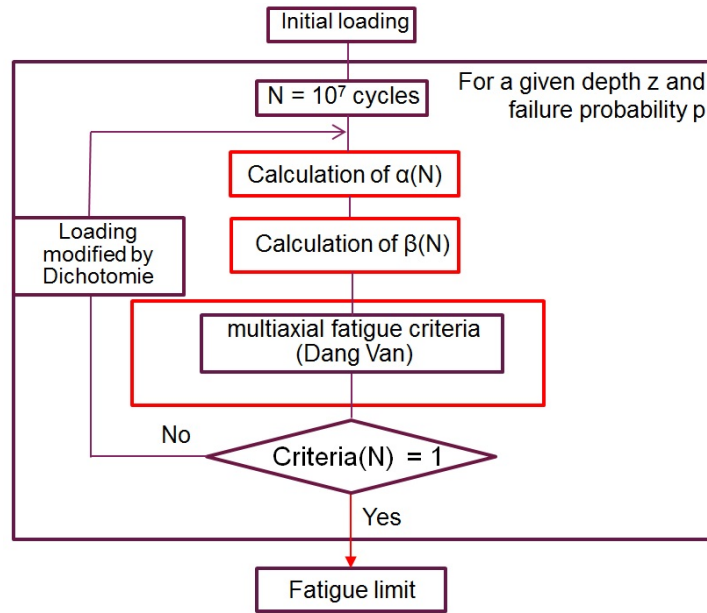 Initial loading
For a given depth z and
failure probability p
N = 10⁷ cycles
Calculation of α(N)
Calculation of β(N)
Loading
modified by
Dichotomie
multiaxial fatigue criteria
(Dang Van)
No
Criteria(N) = 1
Yes
Fatigue limit